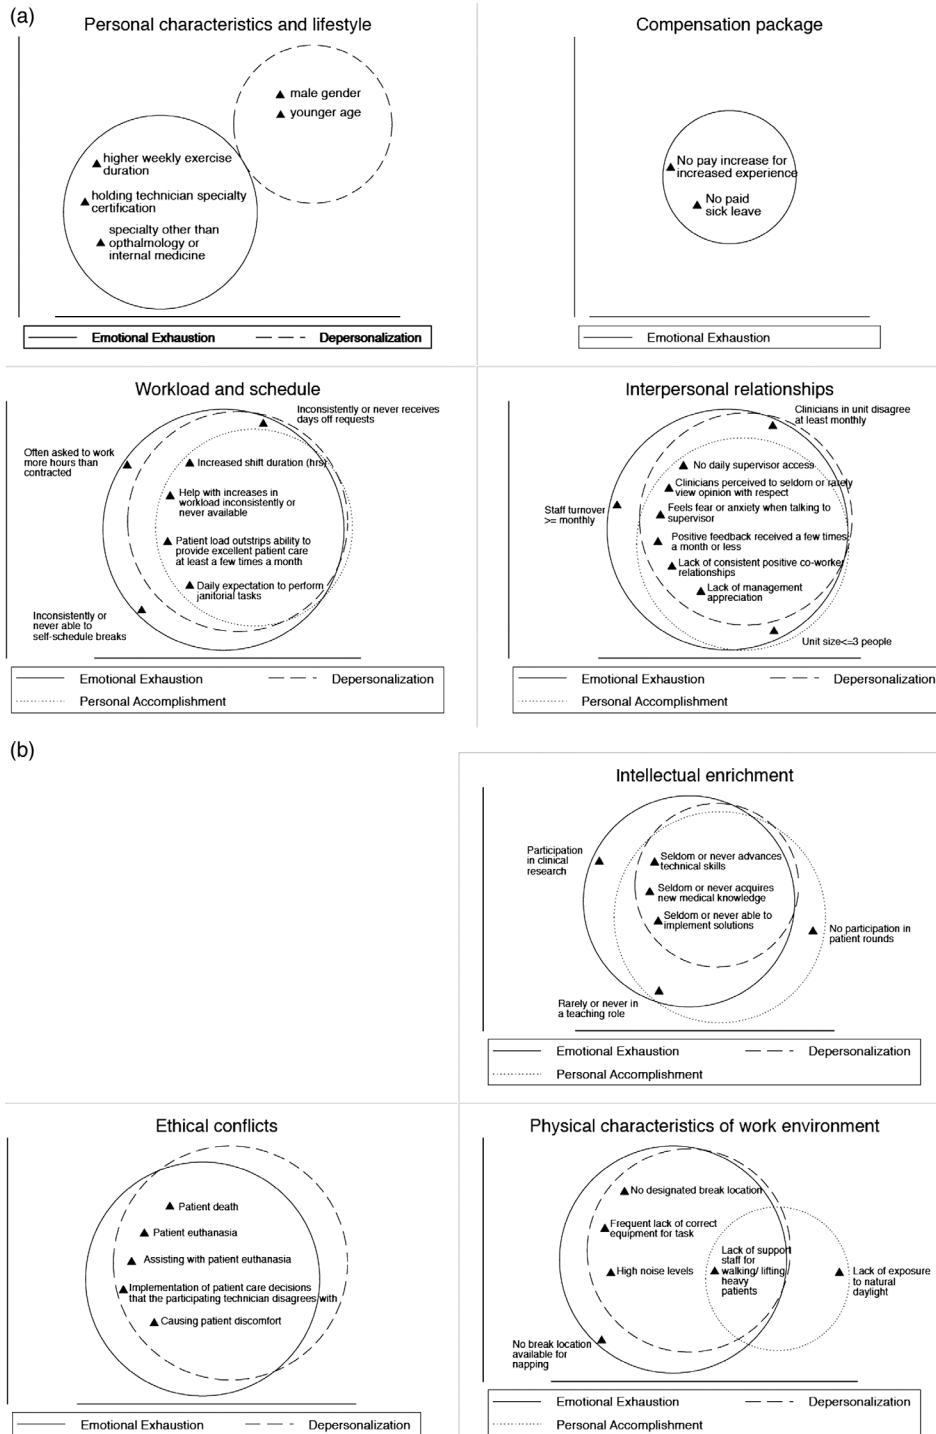 (a)
Personal characteristics and lifestyle
male gender
younger age
higher weekly exercise
duration
holding technician specialty
certification
specialty other than
opthalmology or
internal medicine
Emotional Exhaustion
Depersonalization
Compensation package
No pay increase for
increased experience
No paid
sick leave
Emotional Exhaustion
Workload and schedule
Inconsistently or never receives
days off requests
Often asked to work
more hours than
contracted
Increased shift duration (hrs)
Help with increases in
workload inconsistently or
never available
Patient load outstrips ability to
provide excellent patient care
at least a few times a month
Daily expectation to perform
janitorial tasks
Inconsistently or
never able to
self-schedule breaks
Emotional Exhaustion
Depersonalization
Personal Accomplishment
Interpersonal relationships
Clinicians in unit disagree
at least monthly
No daily supervisor access
Clinicians perceived to seldom or rarely
view opinion with respect
Staff turnover
>= monthly
Feels fear or anxiety when talking to
supervisor
Positive feedback received a few times
a month or less
Lack of consistent positive co-worker
relationships
Lack of management
appreciation
Unit size<=3 people
Emotional Exhaustion
Depersonalization
Personal Accomplishment
(b)
Intellectual enrichment
Participation
in clinical
research
Seldom or never advances
technical skills
Seldom or never acquires
new medical knowledge
Seldom or never able to
implement solutions
No participation in
patient rounds
Rarely or never in
a teaching role
Emotional Exhaustion
Depersonalization
Personal Accomplishment
Ethical conflicts
Patient death
Patient euthanasia
Assisting with patient euthanasia
Implementation of patient care decisions
that the participating technician disagrees with
Causing patient discomfort
Emotional Exhaustion
Depersonalization
Physical characteristics of work environment
No designated break location
Frequent lack of correct
equipment for task
High noise levels
Lack of support
staff for
walking/ lifting
heavy
patients
Lack of exposure
to natural
daylight
No break location
available for
napping
Emotional Exhaustion
Depersonalization
Personal Accomplishment